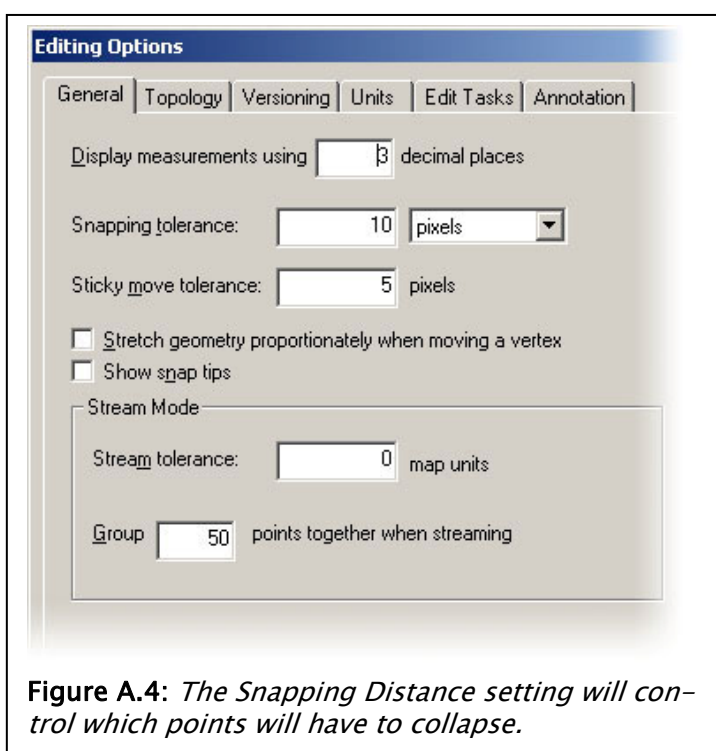 Editing Options
General Topology Versioning Units Edit Tasks Annotation
Display measurements using 3 decimal places
Snapping tolerance: 10 pixels
Sticky move tolerance: 5 pixels
Stretch geometry proportionately when moving a vertex
Show snap tips
Stream Mode
Stream tolerance: 0 map units
Group 50 points together when streaming
Figure A.4: The Snapping Distance setting will con-
trol which points will have to collapse.